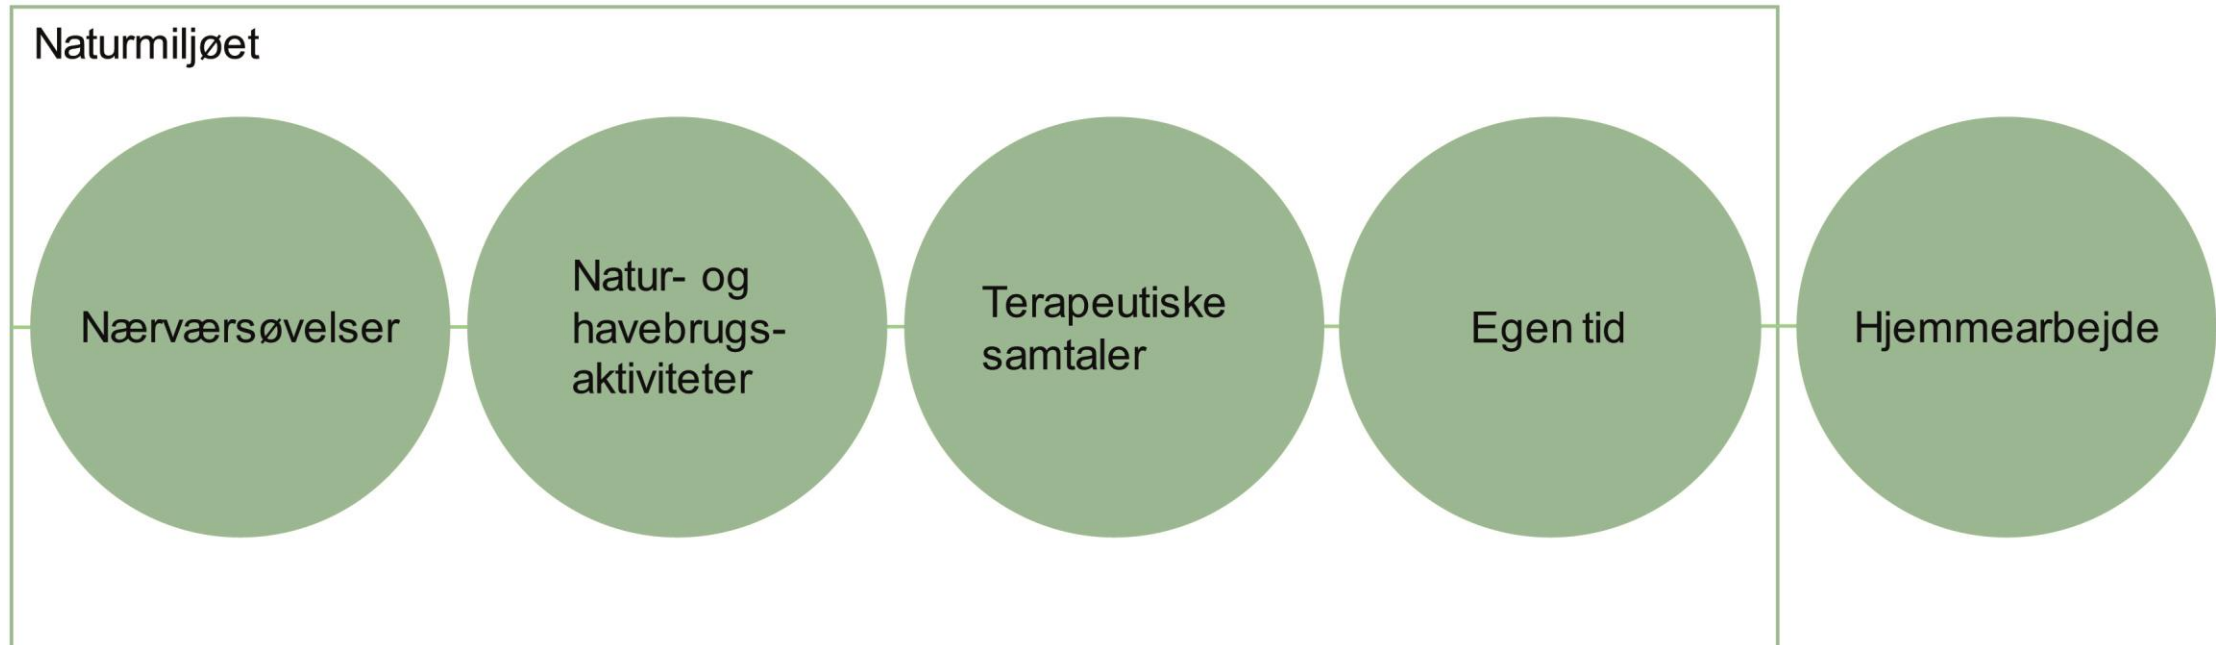 Naturmiljøet
Nærværsøvelser
Natur- og
havebrugs-
aktiviteter
Terapeutiske
samtaler
Egen tid
Hjemmearbejde